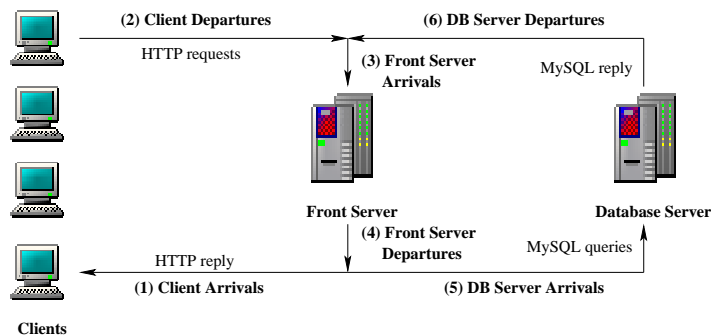 (2) Client Departures
(6) DB Server Departures
HTTP requests
(3) Front Server
Arrivals
MySQL reply
Front Server
Database Server
(4) Front Server
Departures
HTTP reply
MySQL queries
(1) Client Arrivals
(5) DB Server Arrivals
Clients